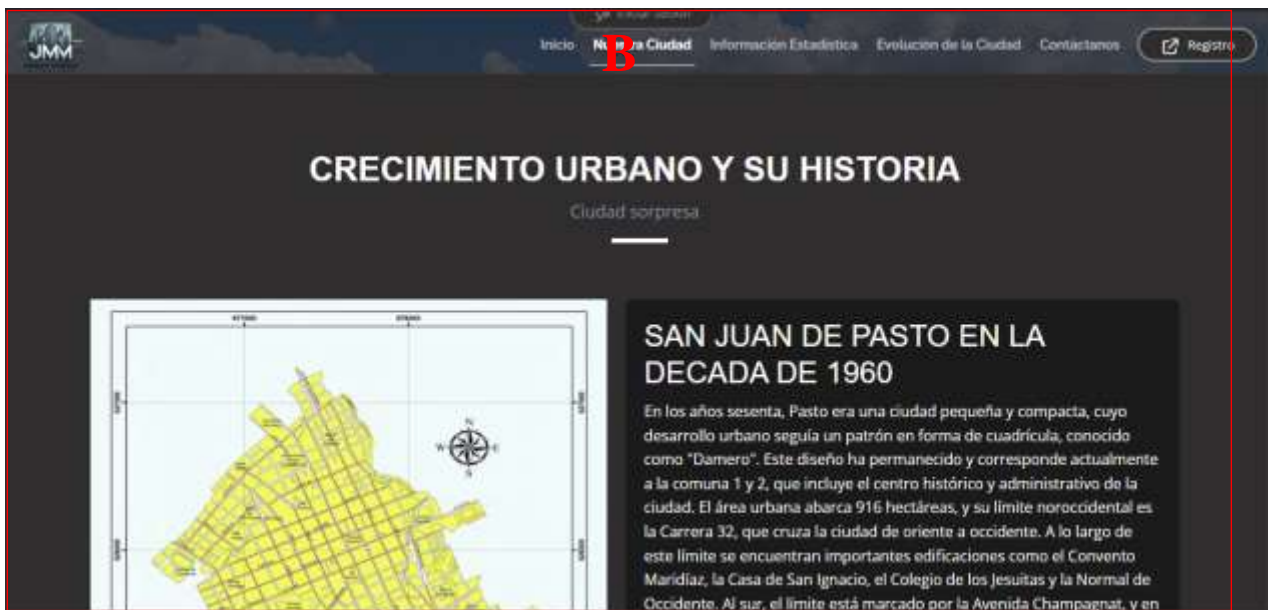 JMM
Inicio Nuestra Ciudad Información Estadística Evolución de la Ciudad Contáctanos Registro
B
CRECIMIENTO URBANO Y SU HISTORIA
Ciudad sorpresa
977000 978000
N
W E
S
SAN JUAN DE PASTO EN LA
DECADA DE 1960
En los años sesenta, Pasto era una ciudad pequeña y compacta, cuyo
desarrollo urbano seguía un patrón en forma de cuadrícula, conocido
como "Damero". Este diseño ha permanecido y corresponde actualmente
a la comuna 1 y 2, que incluye el centro histórico y administrativo de la
ciudad. El área urbana abarca 916 hectáreas, y su límite noroccidental es
la Carrera 32, que cruza la ciudad de oriente a occidente. A lo largo de
este límite se encuentran importantes edificaciones como el Convento
Maridíaz, la Casa de San Ignacio, el Colegio de los Jesuitas y la Normal de
Occidente. Al sur, el límite está marcado por la Avenida Champagnat, y en